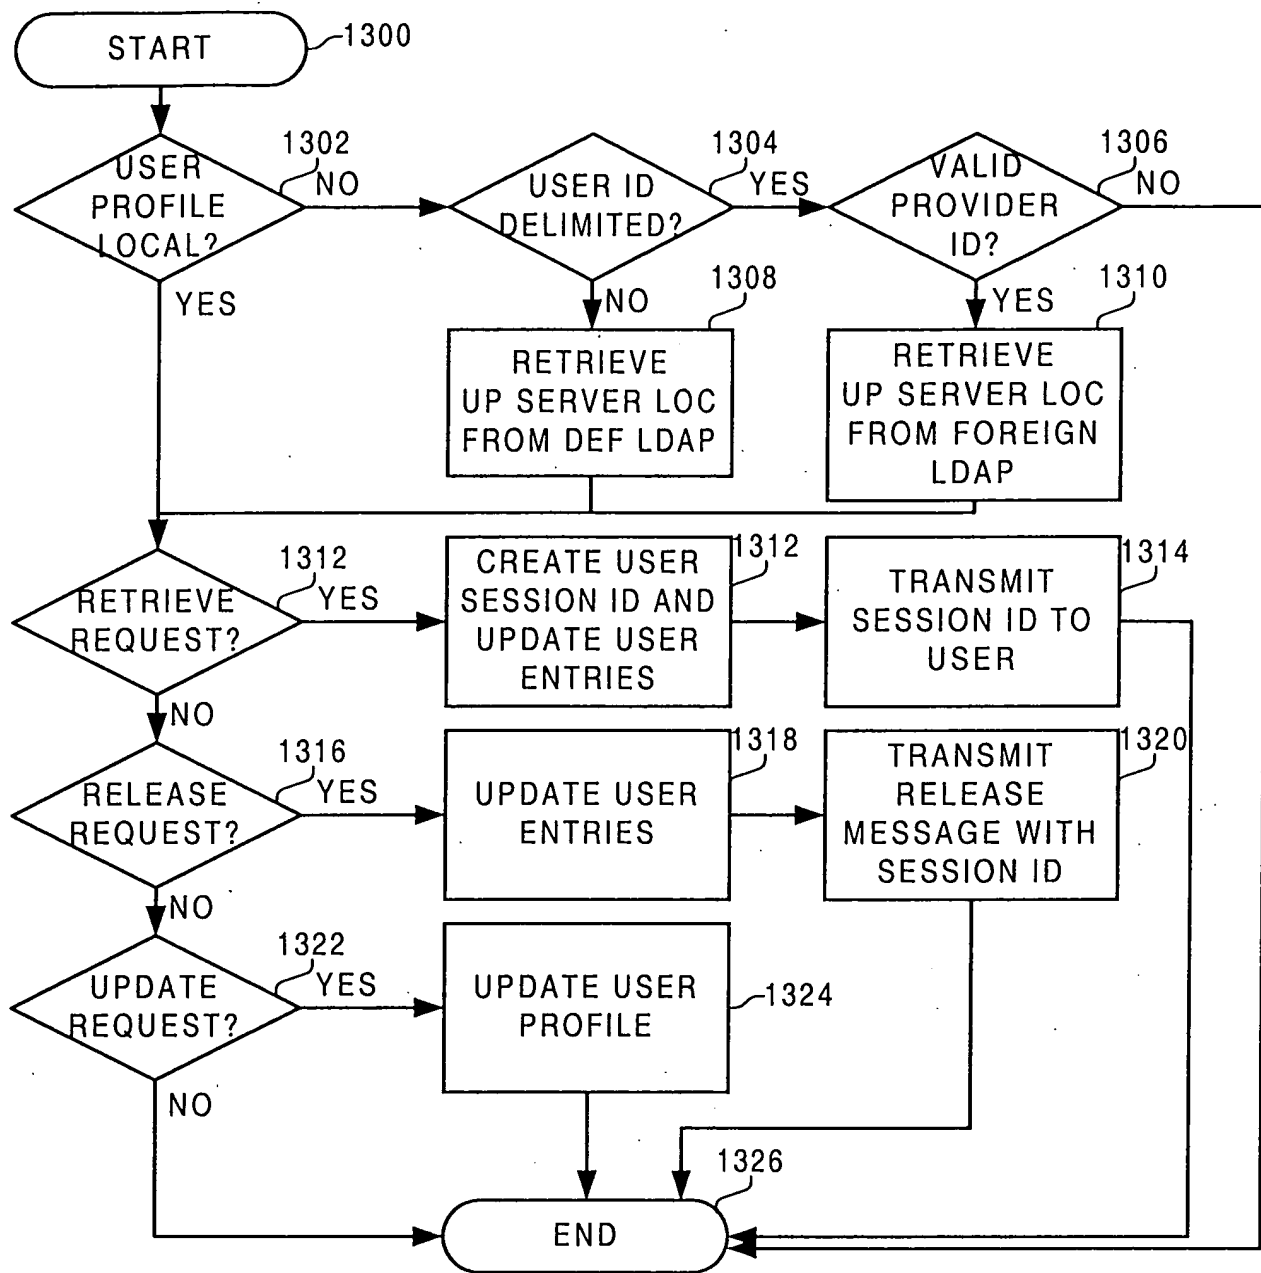 START
1300
USER
PROFILE
LOCAL?
1302
NO
YES
USER ID
DELIMITED?
1304
YES
NO
VALID
PROVIDER
ID?
1306
NO
YES
1308
RETRIEVE
UP SERVER LOC
FROM DEF LDAP
1310
RETRIEVE
UP SERVER LOC
FROM FOREIGN
LDAP
RETRIEVE
REQUEST?
1312
YES
NO
CREATE USER
SESSION ID AND
UPDATE USER
ENTRIES
1312
TRANSMIT
SESSION ID TO
USER
1314
RELEASE
REQUEST?
1316
YES
NO
UPDATE USER
ENTRIES
1318
TRANSMIT
RELEASE
MESSAGE WITH
SESSION ID
1320
UPDATE
REQUEST?
1322
YES
NO
UPDATE USER
PROFILE
1324
END
1326